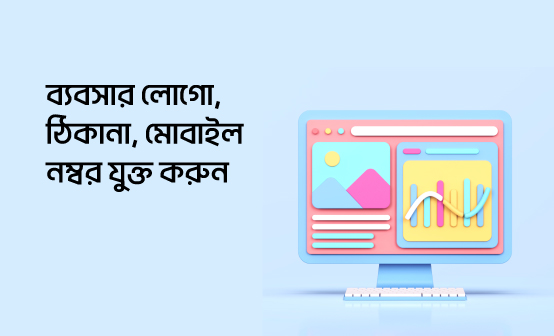 ব্যবসার লোগো,
ঠিকানা, মোবাইল
নম্বর যুক্ত করুন